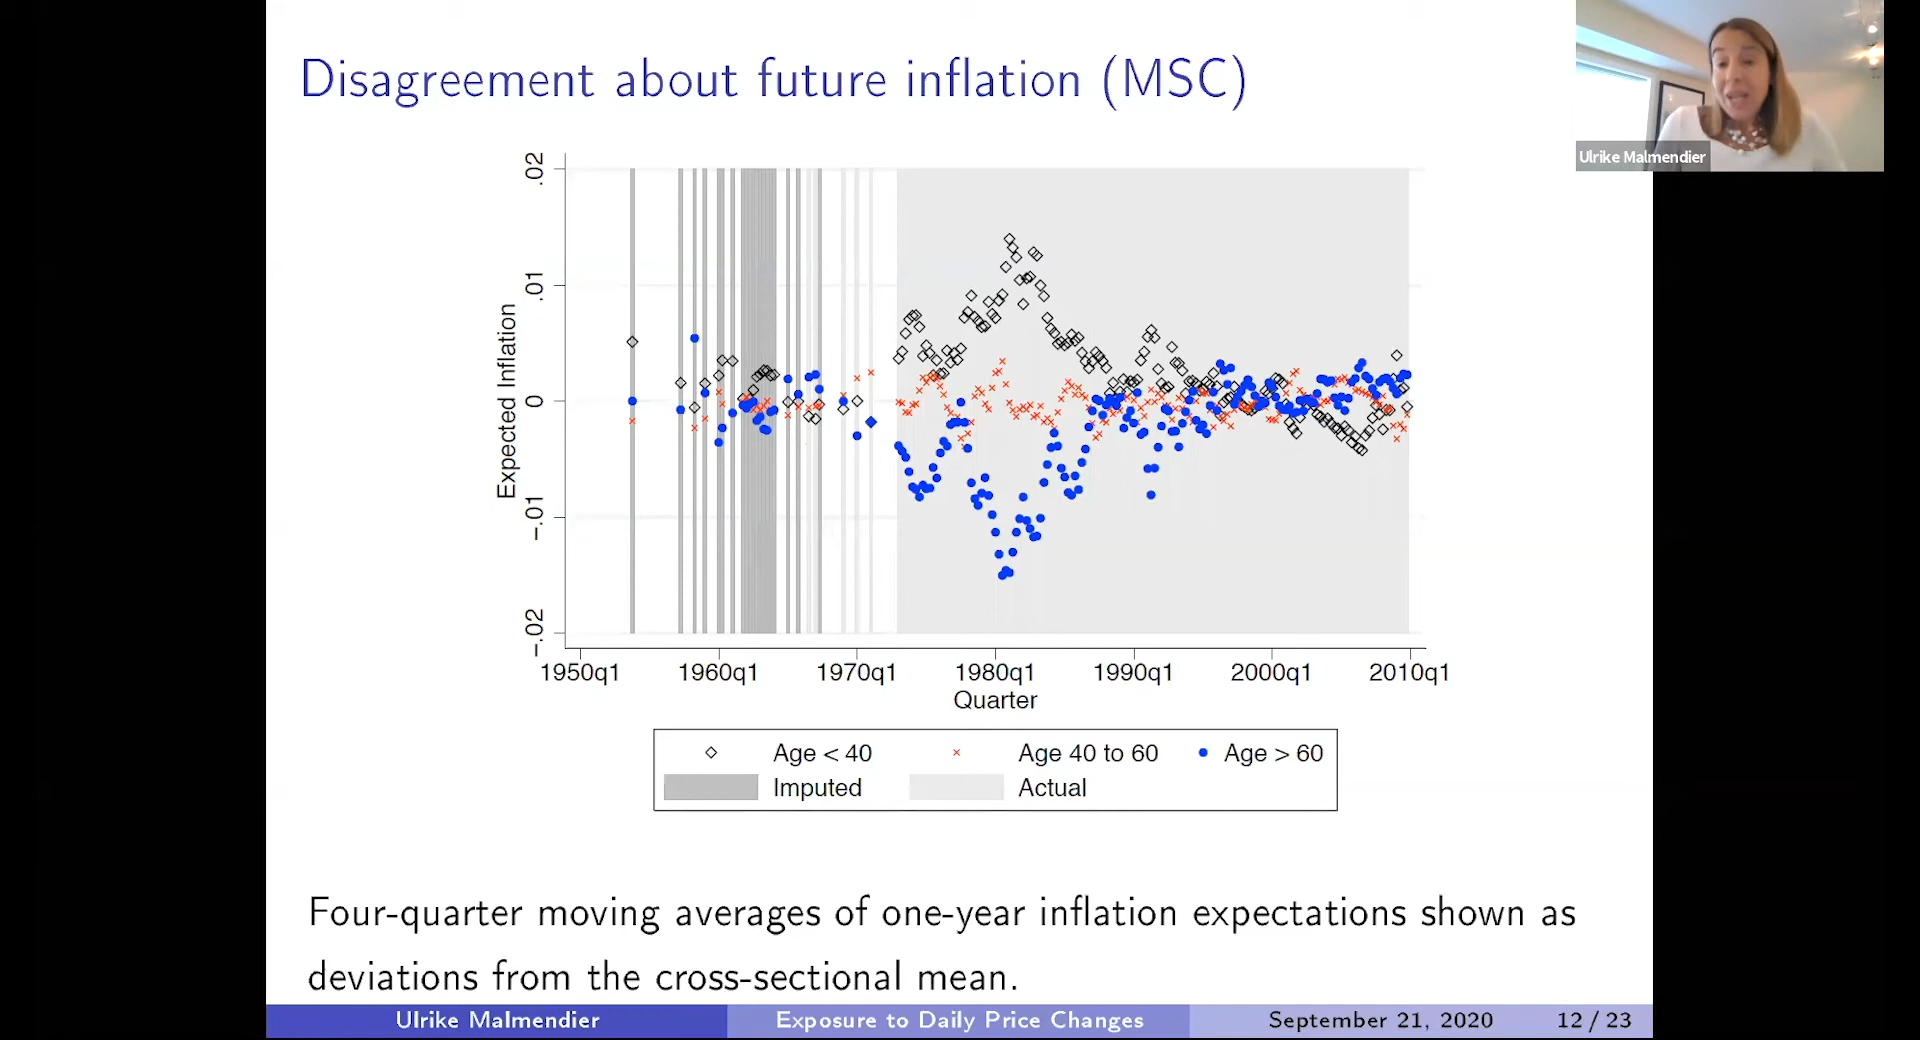 Disagreement about future inflation (MSC)
Ulrike Malmendier
Expected Inflation
.02
.01
0
-.01
-.02
1950q1 1960q1 1970q1 1980q1 1990q1 2000q1 2010q1
Quarter
Age < 40 Age 40 to 60 Age > 60
Imputed Actual
Four-quarter moving averages of one-year inflation expectations shown as
deviations from the cross-sectional mean.
Ulrike Malmendier Exposure to Daily Price Changes September 21, 2020 12 / 23